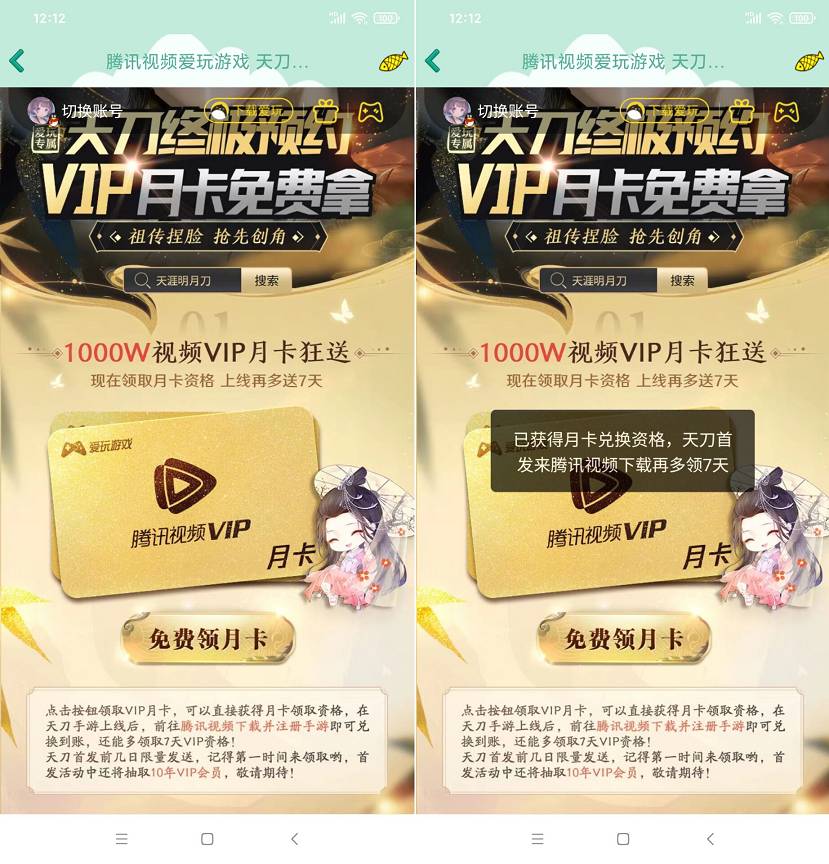 12:12
100
腾讯视频爱玩游戏 天刀...
切换账号
下载爱玩
爱玩
专属
天刀终极预约
VIP月卡免费拿
祖传捏脸 抢先创角
天涯明月刀
搜索
01
1000W视频VIP月卡狂送
现在领取月卡资格 上线再多送7天
爱玩游戏
腾讯视频VIP
月卡
免费领月卡
点击按钮领取VIP月卡，可以直接获得月卡领取资格，在
天刀手游上线后，前往腾讯视频下载并注册手游即可兑
换到账，还能多领取7天VIP资格!
天刀首发前几日限量发送，记得第一时间来领取哟，首
发活动中还将抽取10年VIP会员，敬请期待!
12:12
100
腾讯视频爱玩游戏 天刀...
切换账号
下载爱玩
爱玩
专属
天刀终极预约
VIP月卡免费拿
祖传捏脸 抢先创角
天涯明月刀
搜索
01
1000W视频VIP月卡狂送
现在领取月卡资格 上线再多送7天
已获得月卡兑换资格，天刀首
发来腾讯视频下载再多领7天
腾讯视频VIP
月卡
免费领月卡
点击按钮领取VIP月卡，可以直接获得月卡领取资格，在
天刀手游上线后，前往腾讯视频下载并注册手游即可兑
换到账，还能多领取7天VIP资格!
天刀首发前几日限量发送，记得第一时间来领取哟，首
发活动中还将抽取10年VIP会员，敬请期待!